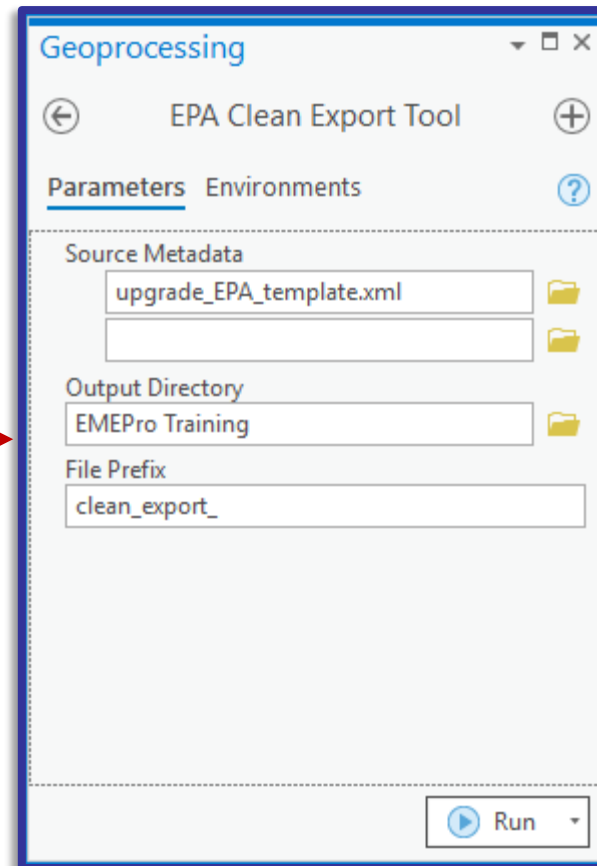 Geoprocessing
EPA Clean Export Tool
Parameters Environments
Source Metadata
upgrade_EPA_template.xml
Output Directory
EMEPro Training
File Prefix
clean_export_
Run